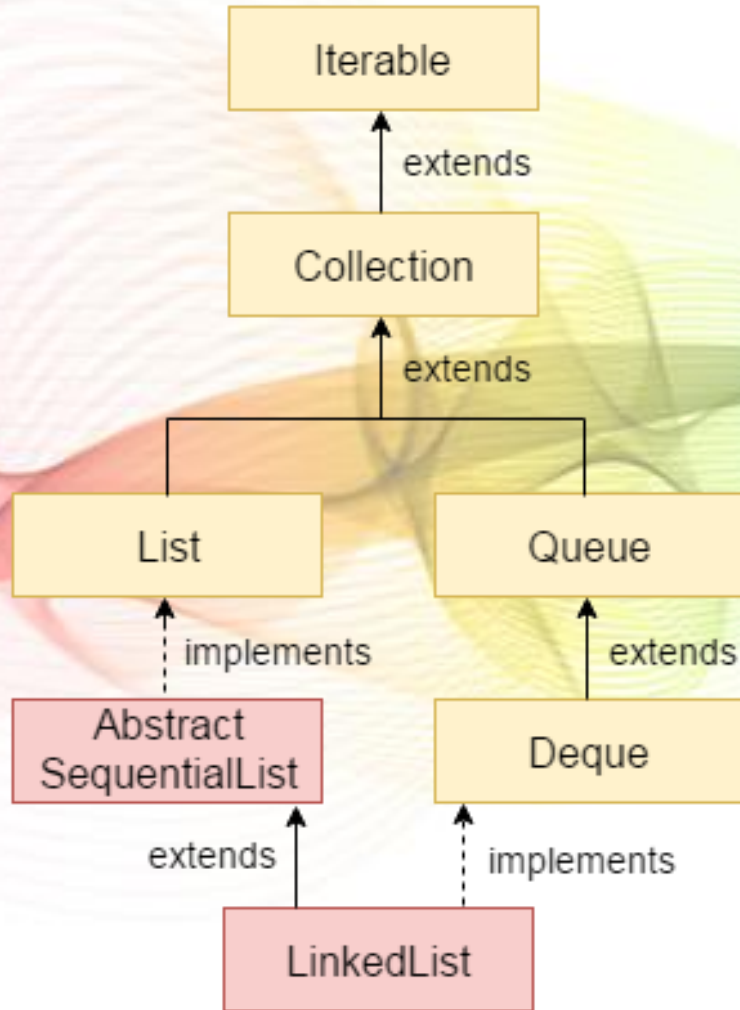 Iterable
extends
Collection
extends
List
Queue
implements
extends
Abstract
SequentialList
Deque
extends
implements
LinkedList